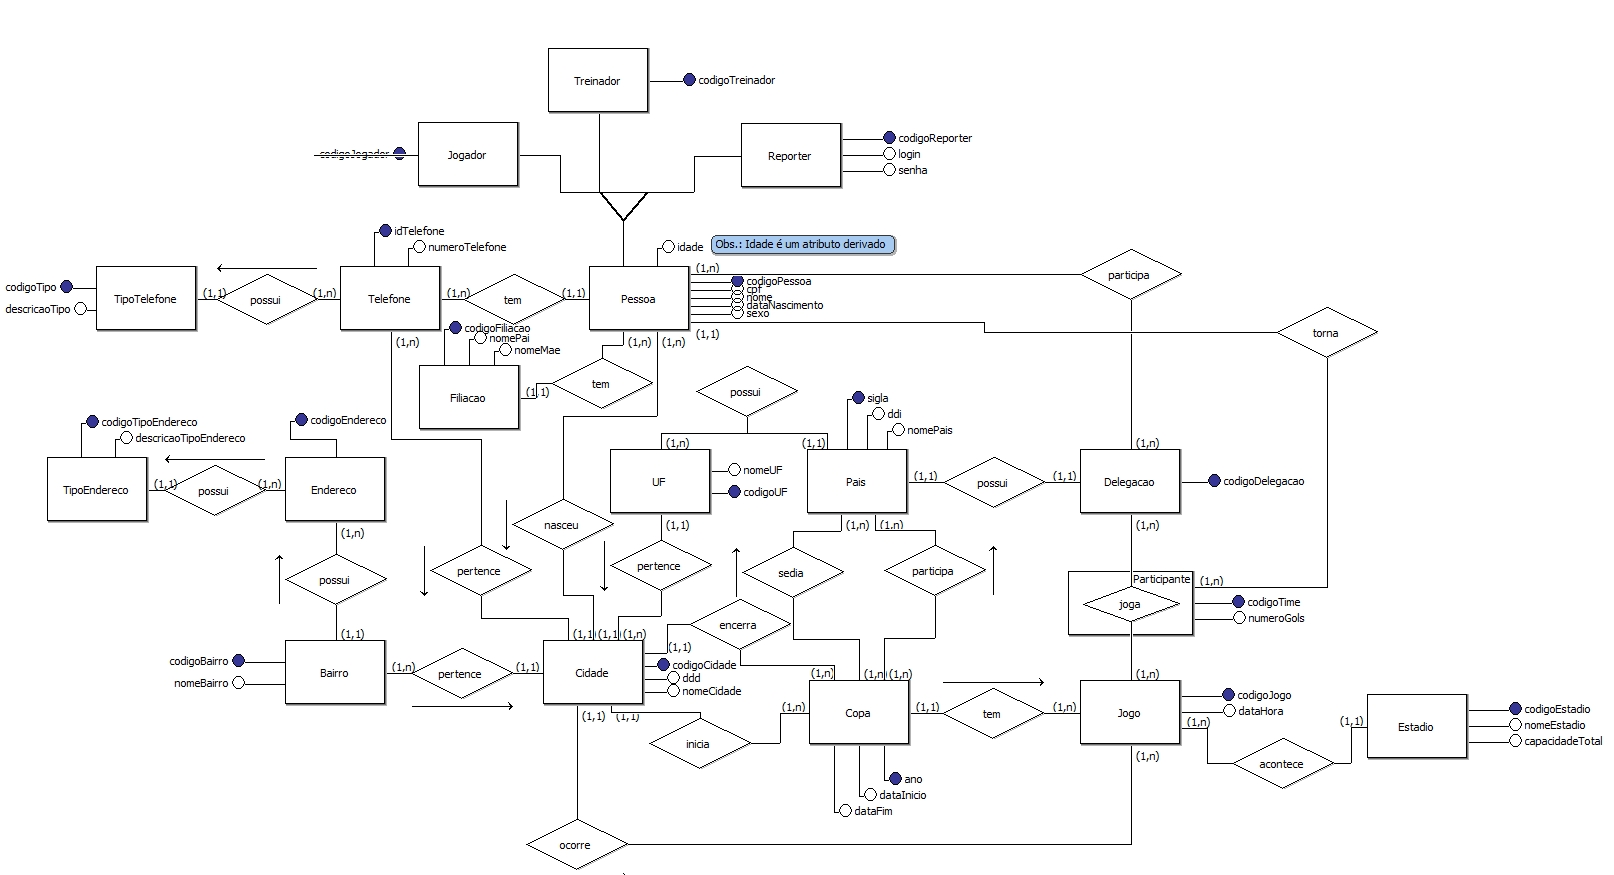 Treinador
codigoTreinador
codigoJogador
Jogador
Reporter
codigoReporter
login
senha
idTelefone
numeroTelefone
idade
Obs.: Idade é um atributo derivado
codigoTipo
descricaoTipo
TipoTelefone
(1,1)
possui
(1,n)
Telefone
(1,n)
tem
(1,1)
Pessoa
(1,n)
codigoPessoa
cpf
nome
dataNascimento
sexo
(1,1)
participa
torna
(1,n)
codigoFiliacao
nomePai
nomeMae
(1,n)
(1,n)
Filiacao
(1,1)
tem
possui
sigla
ddi
nomePais
codigoTipoEndereco
descricaoTipoEndereco
codigoEndereco
TipoEndereco
(1,1)
possui
(1,n)
Endereco
(1,n)
(1,1)
(1,n)
UF
nomeUF
codigoUF
Pais
(1,1)
possui
(1,1)
Delegacao
codigoDelegacao
(1,n)
nasceu
(1,1)
(1,n)
(1,n)
(1,n)
possui
pertence
pertence
sedia
participa
Participante
(1,n)
joga
codigoTime
numeroGols
encerra
(1,1)
(1,1)
(1,1)
(1,n)
(1,1)
codigoBairro
nomeBairro
Bairro
(1,n)
pertence
(1,1)
Cidade
codigoCidade
ddd
nomeCidade
(1,n)
(1,n)
(1,n)
(1,n)
(1,1)
(1,1)
inicia
(1,n)
Copa
(1,1)
tem
(1,n)
Jogo
codigoJogo
dataHora
(1,n)
(1,n)
acontece
(1,1)
Estadio
codigoEstadio
nomeEstadio
capacidadeTotal
ano
dataInicio
dataFim
ocorre